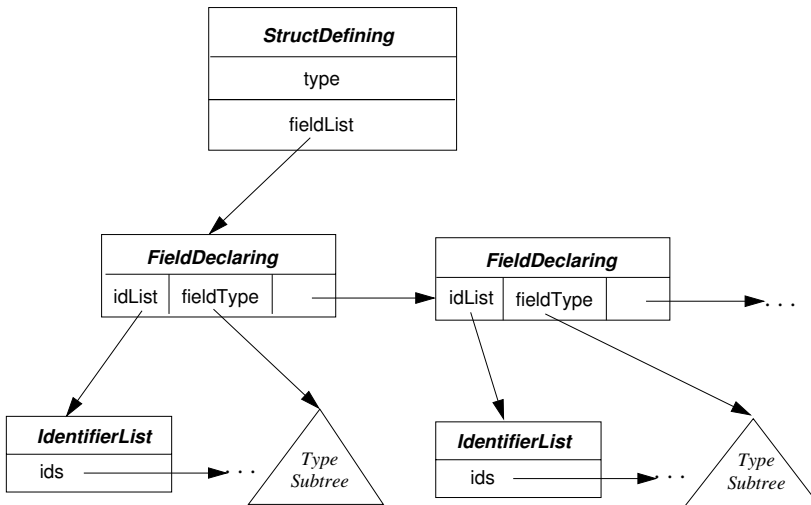 StructDefining
type
fieldList
FieldDeclaring
idList fieldType
FieldDeclaring
idList fieldType
. . .
IdentifierList
ids
. . .
Type
Subtree
IdentifierList
ids
. . .
Type
Subtree